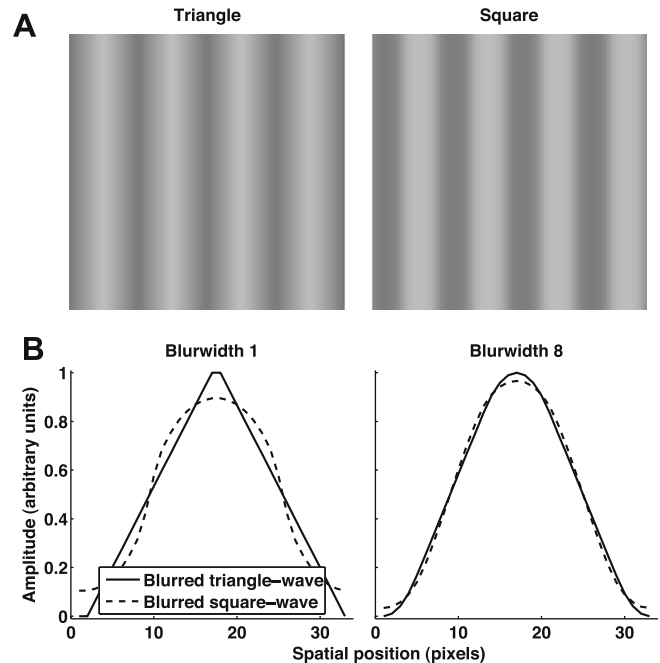 A
Triangle
Square
B
Blurwidth 1
Blurwidth 8
Amplitude (arbitrary units)
1
0.8
0.6
0.4
0.2
0
Blurred triangle–wave
Blurred square–wave
0 10 20 30
0 10 20 30
Spatial position (pixels)